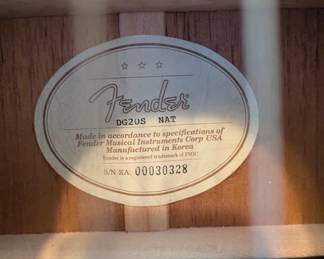 Fender
DG20S NAT
Made in accordance to specifications of
Fender Musical Instruments Corp USA
Manufactured in Korea
Fender is a registered trademark of FMIC
S/N KA: 00030328